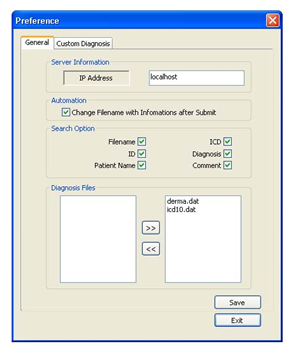 Preference
General Custom Diagnosis
Server Information
IP Address localhost
Automation
Change Filename with Infomations after Submit
Search Option
Filename ICD
ID Diagnosis
Patient Name Comment
Diagnosis Files
derma.dat
icd10.dat
>>
<<
Save
Exit